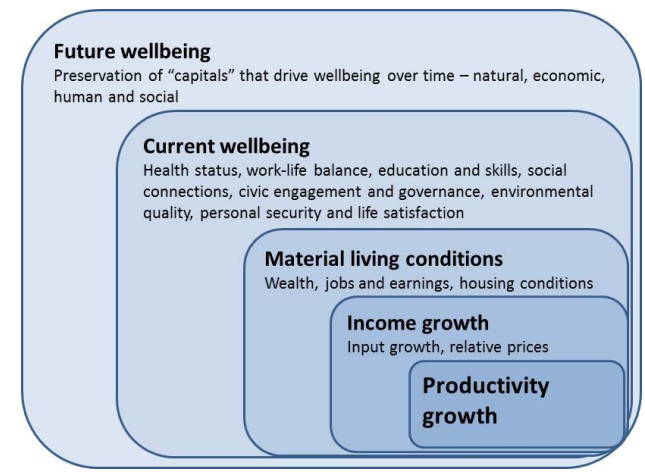 Future wellbeing
Preservation of “capitals” that drive wellbeing over time – natural, economic,
human and social
Current wellbeing
Health status, work-life balance, education and skills, social
connections, civic engagement and governance, environmental
quality, personal security and life satisfaction
Material living conditions
Wealth, jobs and earnings, housing conditions
Income growth
Input growth, relative prices
Productivity
growth